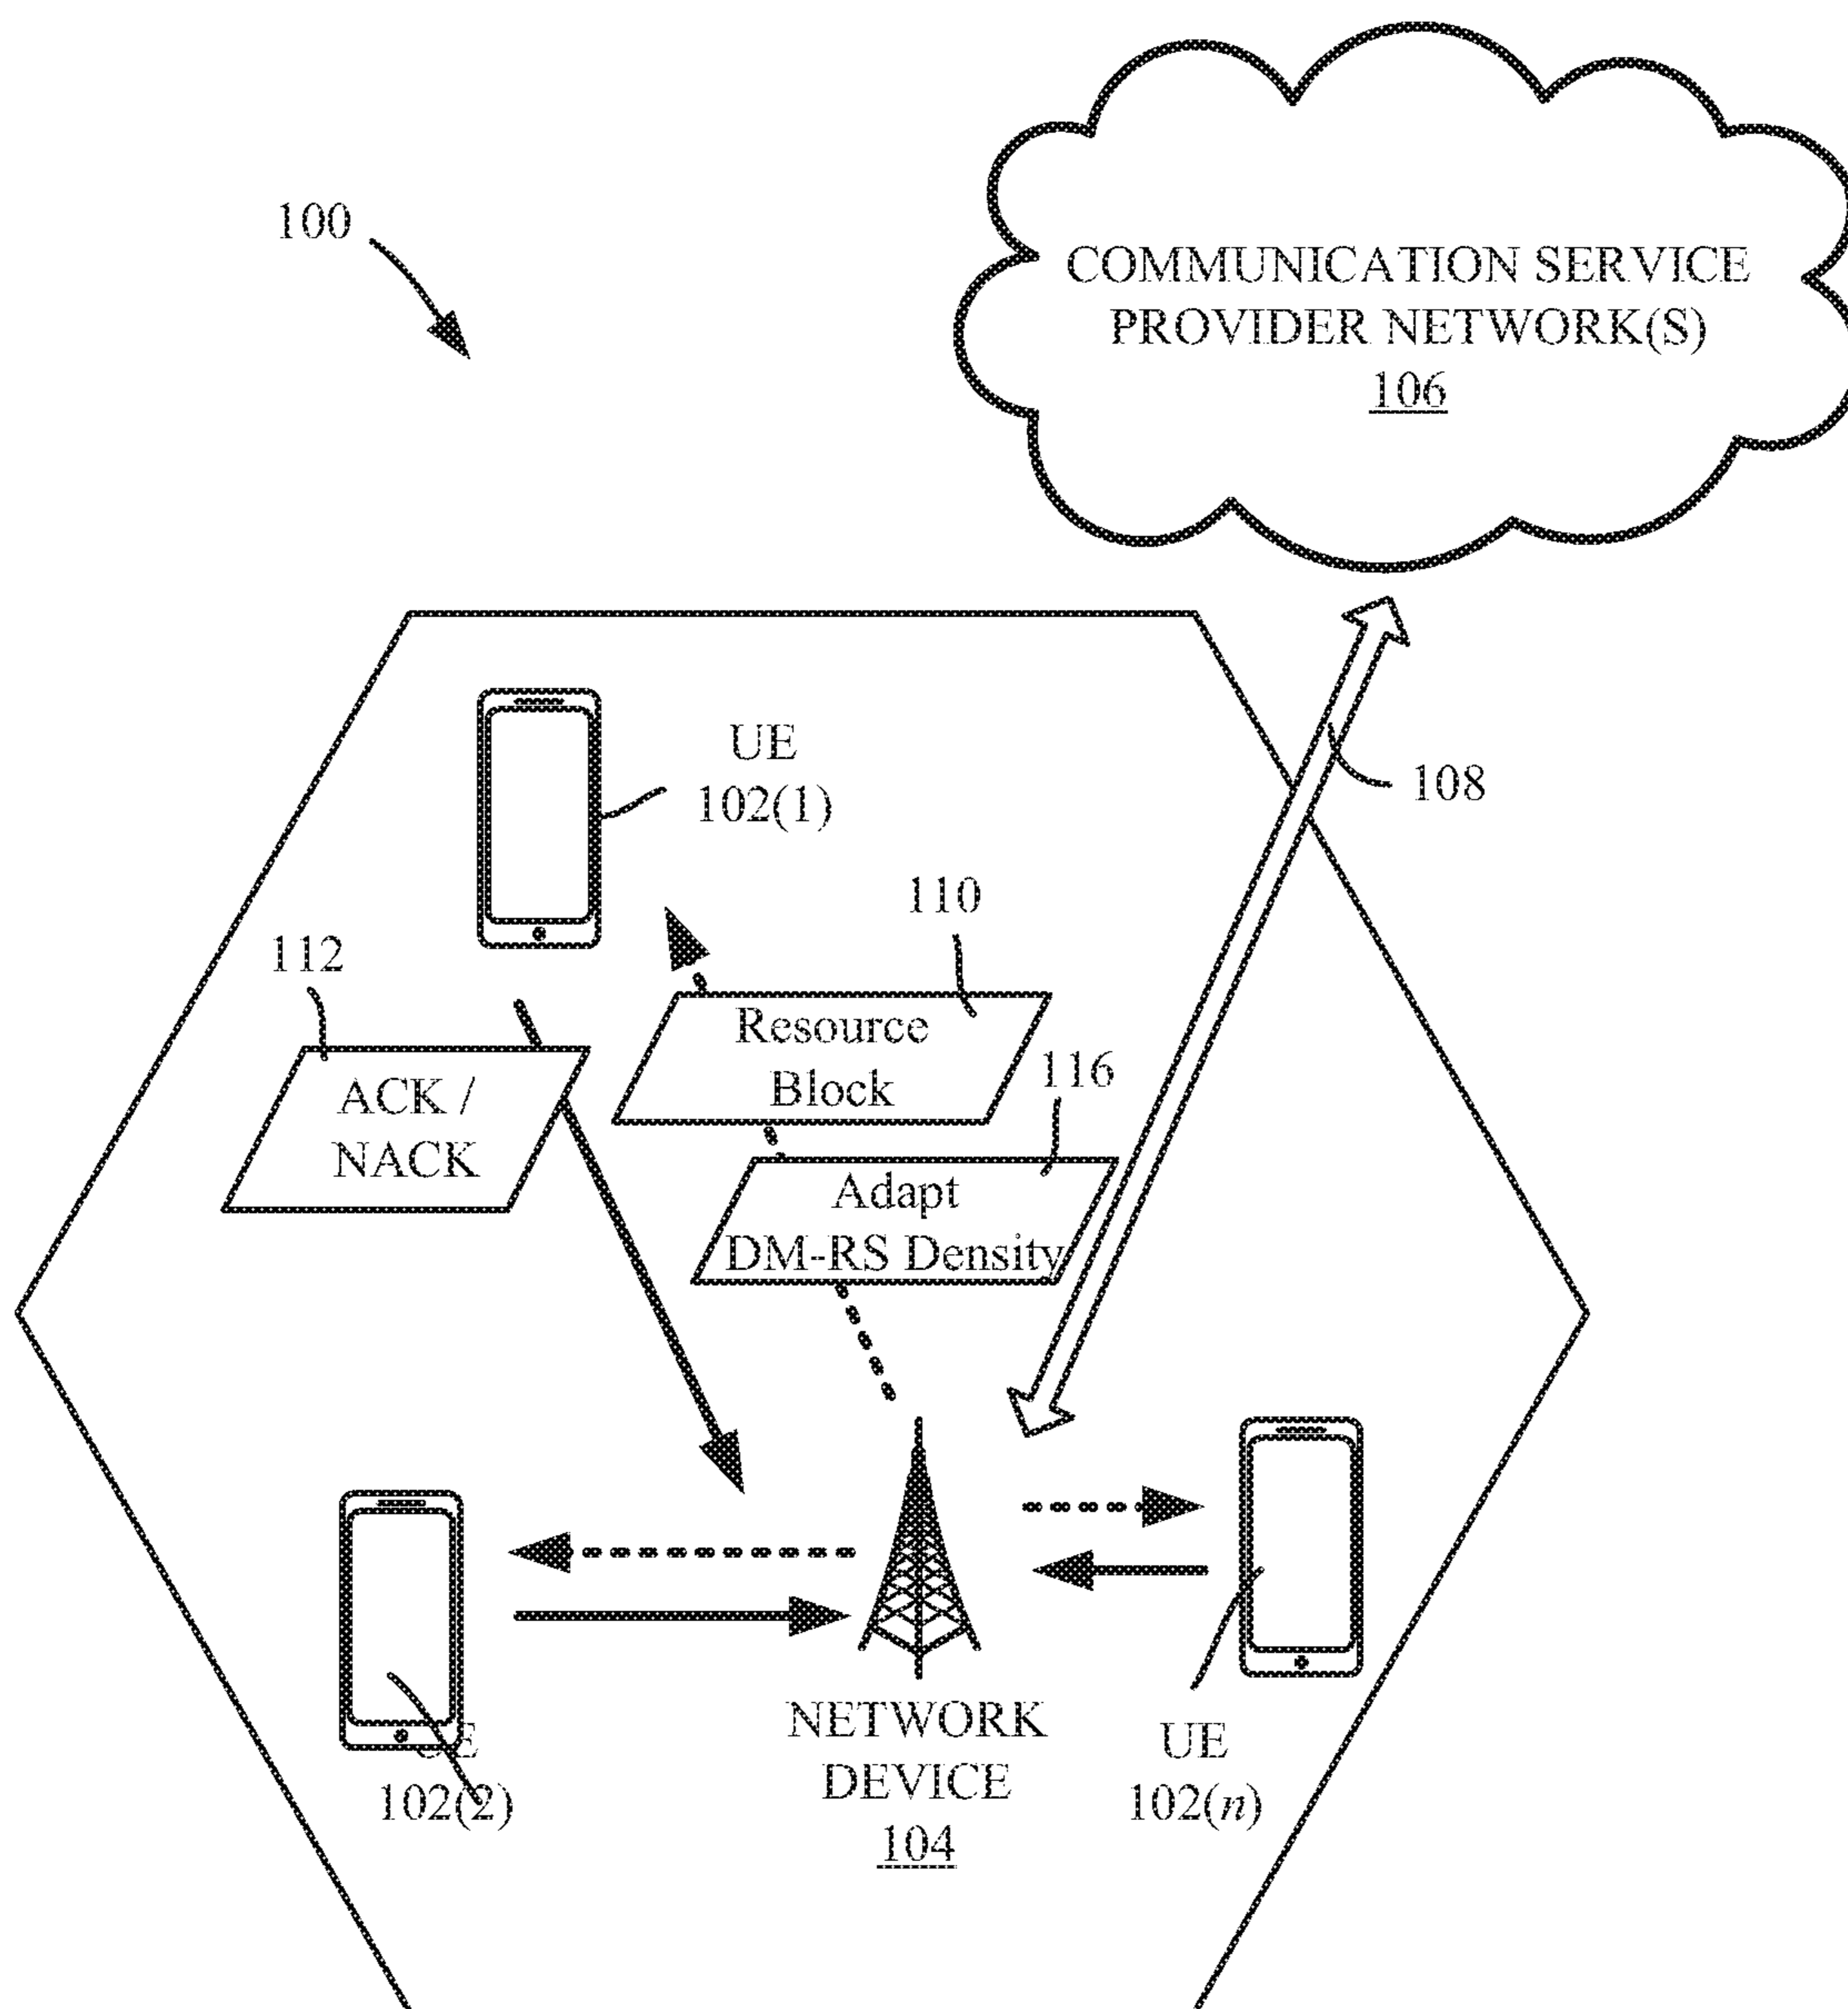 100
COMMUNICATION SERVICE
PROVIDER NETWORK(S)
106
UE
102(1)
108
110
112
Resource
Block
116
ACK /
NACK
Adapt
DM-RS Density
UE
102(2)
NETWORK
DEVICE
104
UE
102(n)